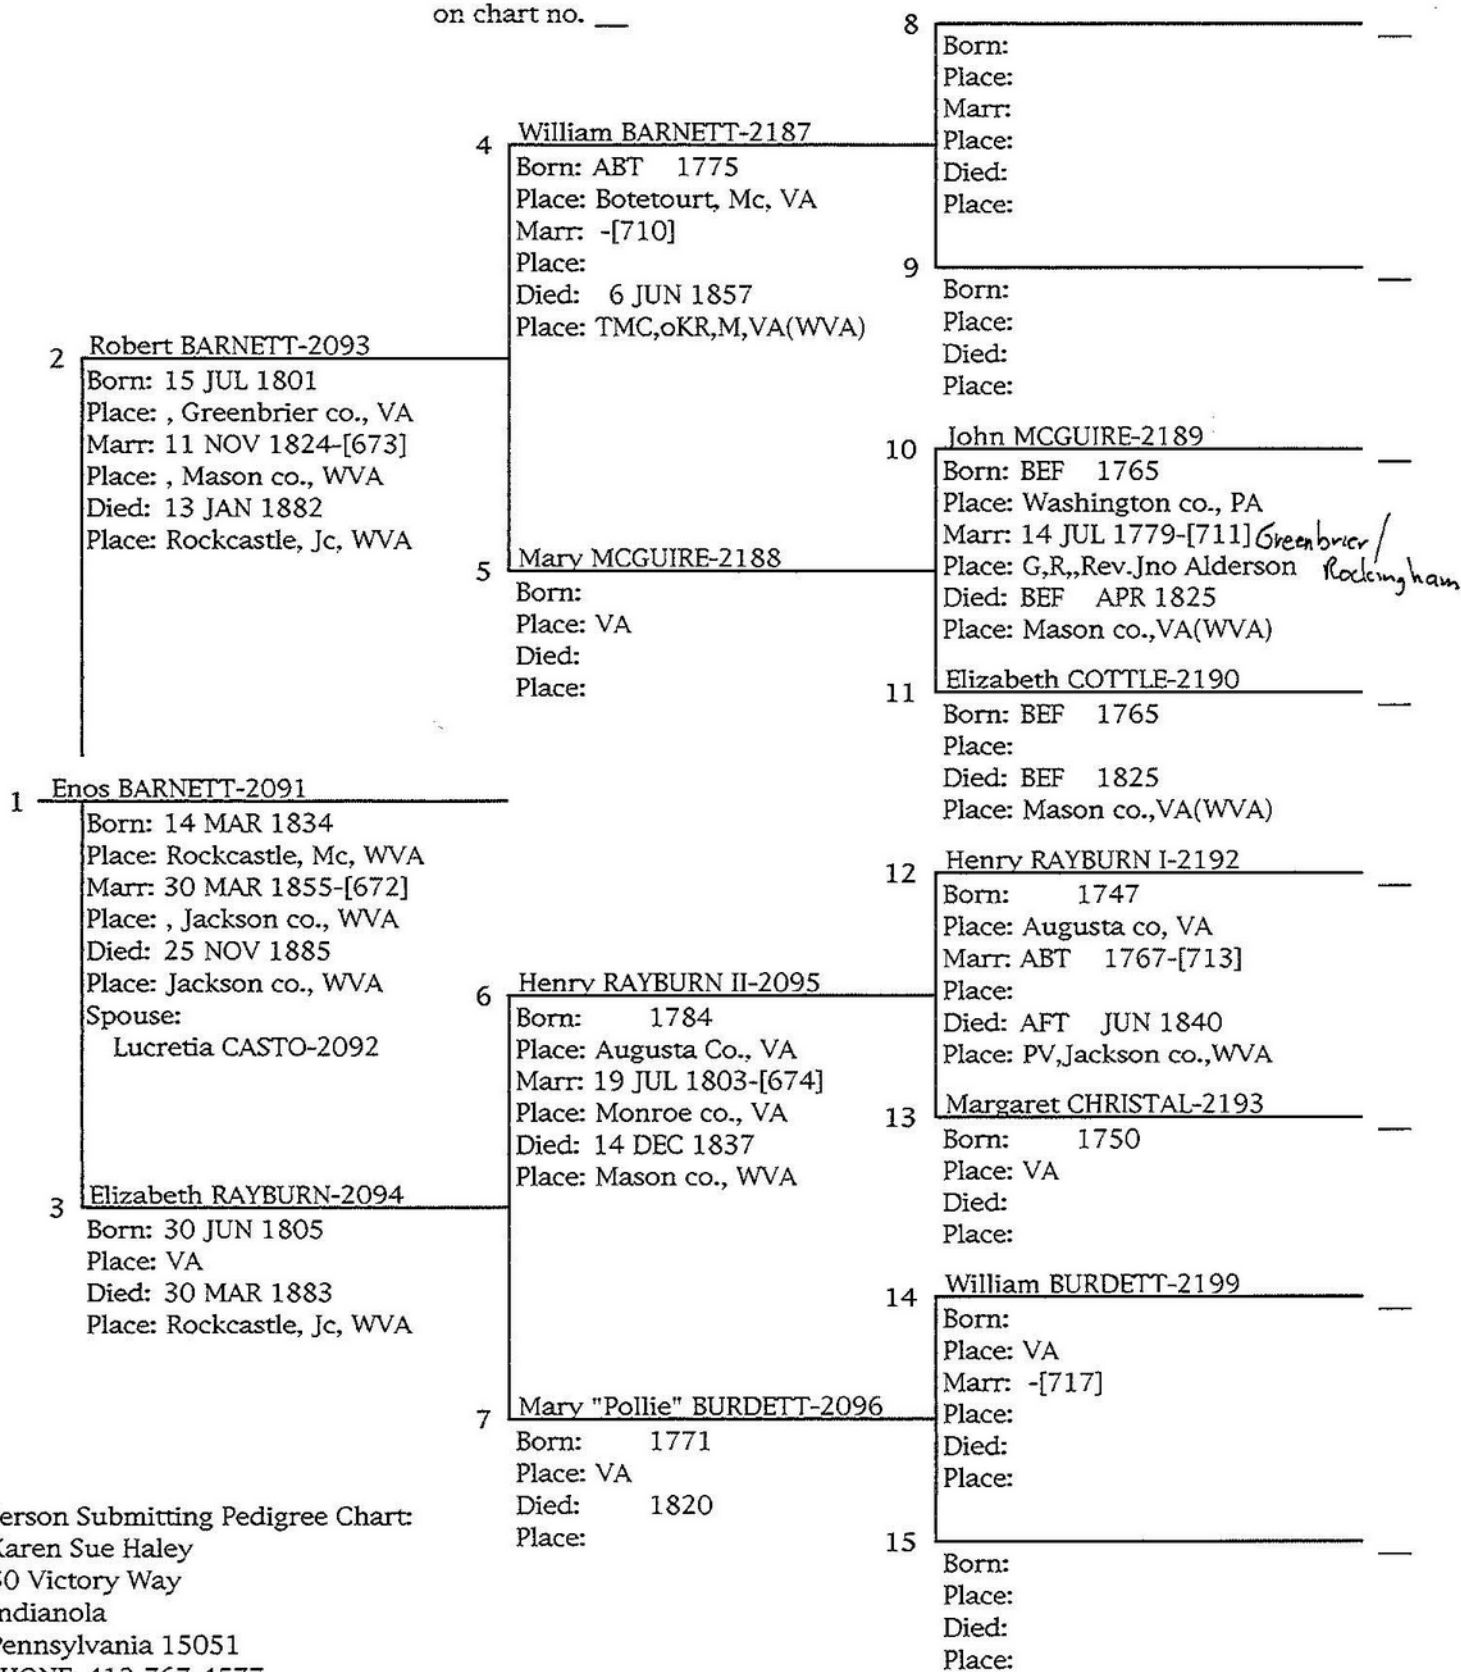 on chart no. __
8
Born:
Place:
Marr:
Place:
Died:
Place:
4 William BARNETT-2187
Born: ABT 1775
Place: Botetourt, Mc, VA
Marr: -[710]
Place:
Died: 6 JUN 1857
Place: TMC,oKR,M,VA(WVA)
9
Born:
Place:
Died:
Place:
2 Robert BARNETT-2093
Born: 15 JUL 1801
Place: , Greenbrier co., VA
Marr: 11 NOV 1824-[673]
Place: , Mason co., WVA
Died: 13 JAN 1882
Place: Rockcastle, Jc, WVA
10 John MCGUIRE-2189
Born: BEF 1765
Place: Washington co., PA
Marr: 14 JUL 1779-[711] Greenbrier/
Place: G,R,,Rev.Jno Alderson Rockingham
Died: BEF APR 1825
Place: Mason co.,VA(WVA)
5 Mary MCGUIRE-2188
Born:
Place: VA
Died:
Place:
11 Elizabeth COTTLE-2190
Born: BEF 1765
Place:
Died: BEF 1825
Place: Mason co.,VA(WVA)
1 Enos BARNETT-2091
Born: 14 MAR 1834
Place: Rockcastle, Mc, WVA
Marr: 30 MAR 1855-[672]
Place: , Jackson co., WVA
Died: 25 NOV 1885
Place: Jackson co., WVA
Spouse:
Lucretia CASTO-2092
12 Henry RAYBURN I-2192
Born: 1747
Place: Augusta co, VA
Marr: ABT 1767-[713]
Place:
Died: AFT JUN 1840
Place: PV,Jackson co.,WVA
6 Henry RAYBURN II-2095
Born: 1784
Place: Augusta Co., VA
Marr: 19 JUL 1803-[674]
Place: Monroe co., VA
Died: 14 DEC 1837
Place: Mason co., WVA
13 Margaret CHRISTAL-2193
Born: 1750
Place: VA
Died:
Place:
3 Elizabeth RAYBURN-2094
Born: 30 JUN 1805
Place: VA
Died: 30 MAR 1883
Place: Rockcastle, Jc, WVA
14 William BURDETT-2199
Born:
Place: VA
Marr: -[717]
Place:
Died:
Place:
7 Mary "Pollie" BURDETT-2096
Born: 1771
Place: VA
Died: 1820
Place:
15
Born:
Place:
Died:
Place:
erson Submitting Pedigree Chart:
Karen Sue Haley
50 Victory Way
ndianola
Pennsylvania 15051